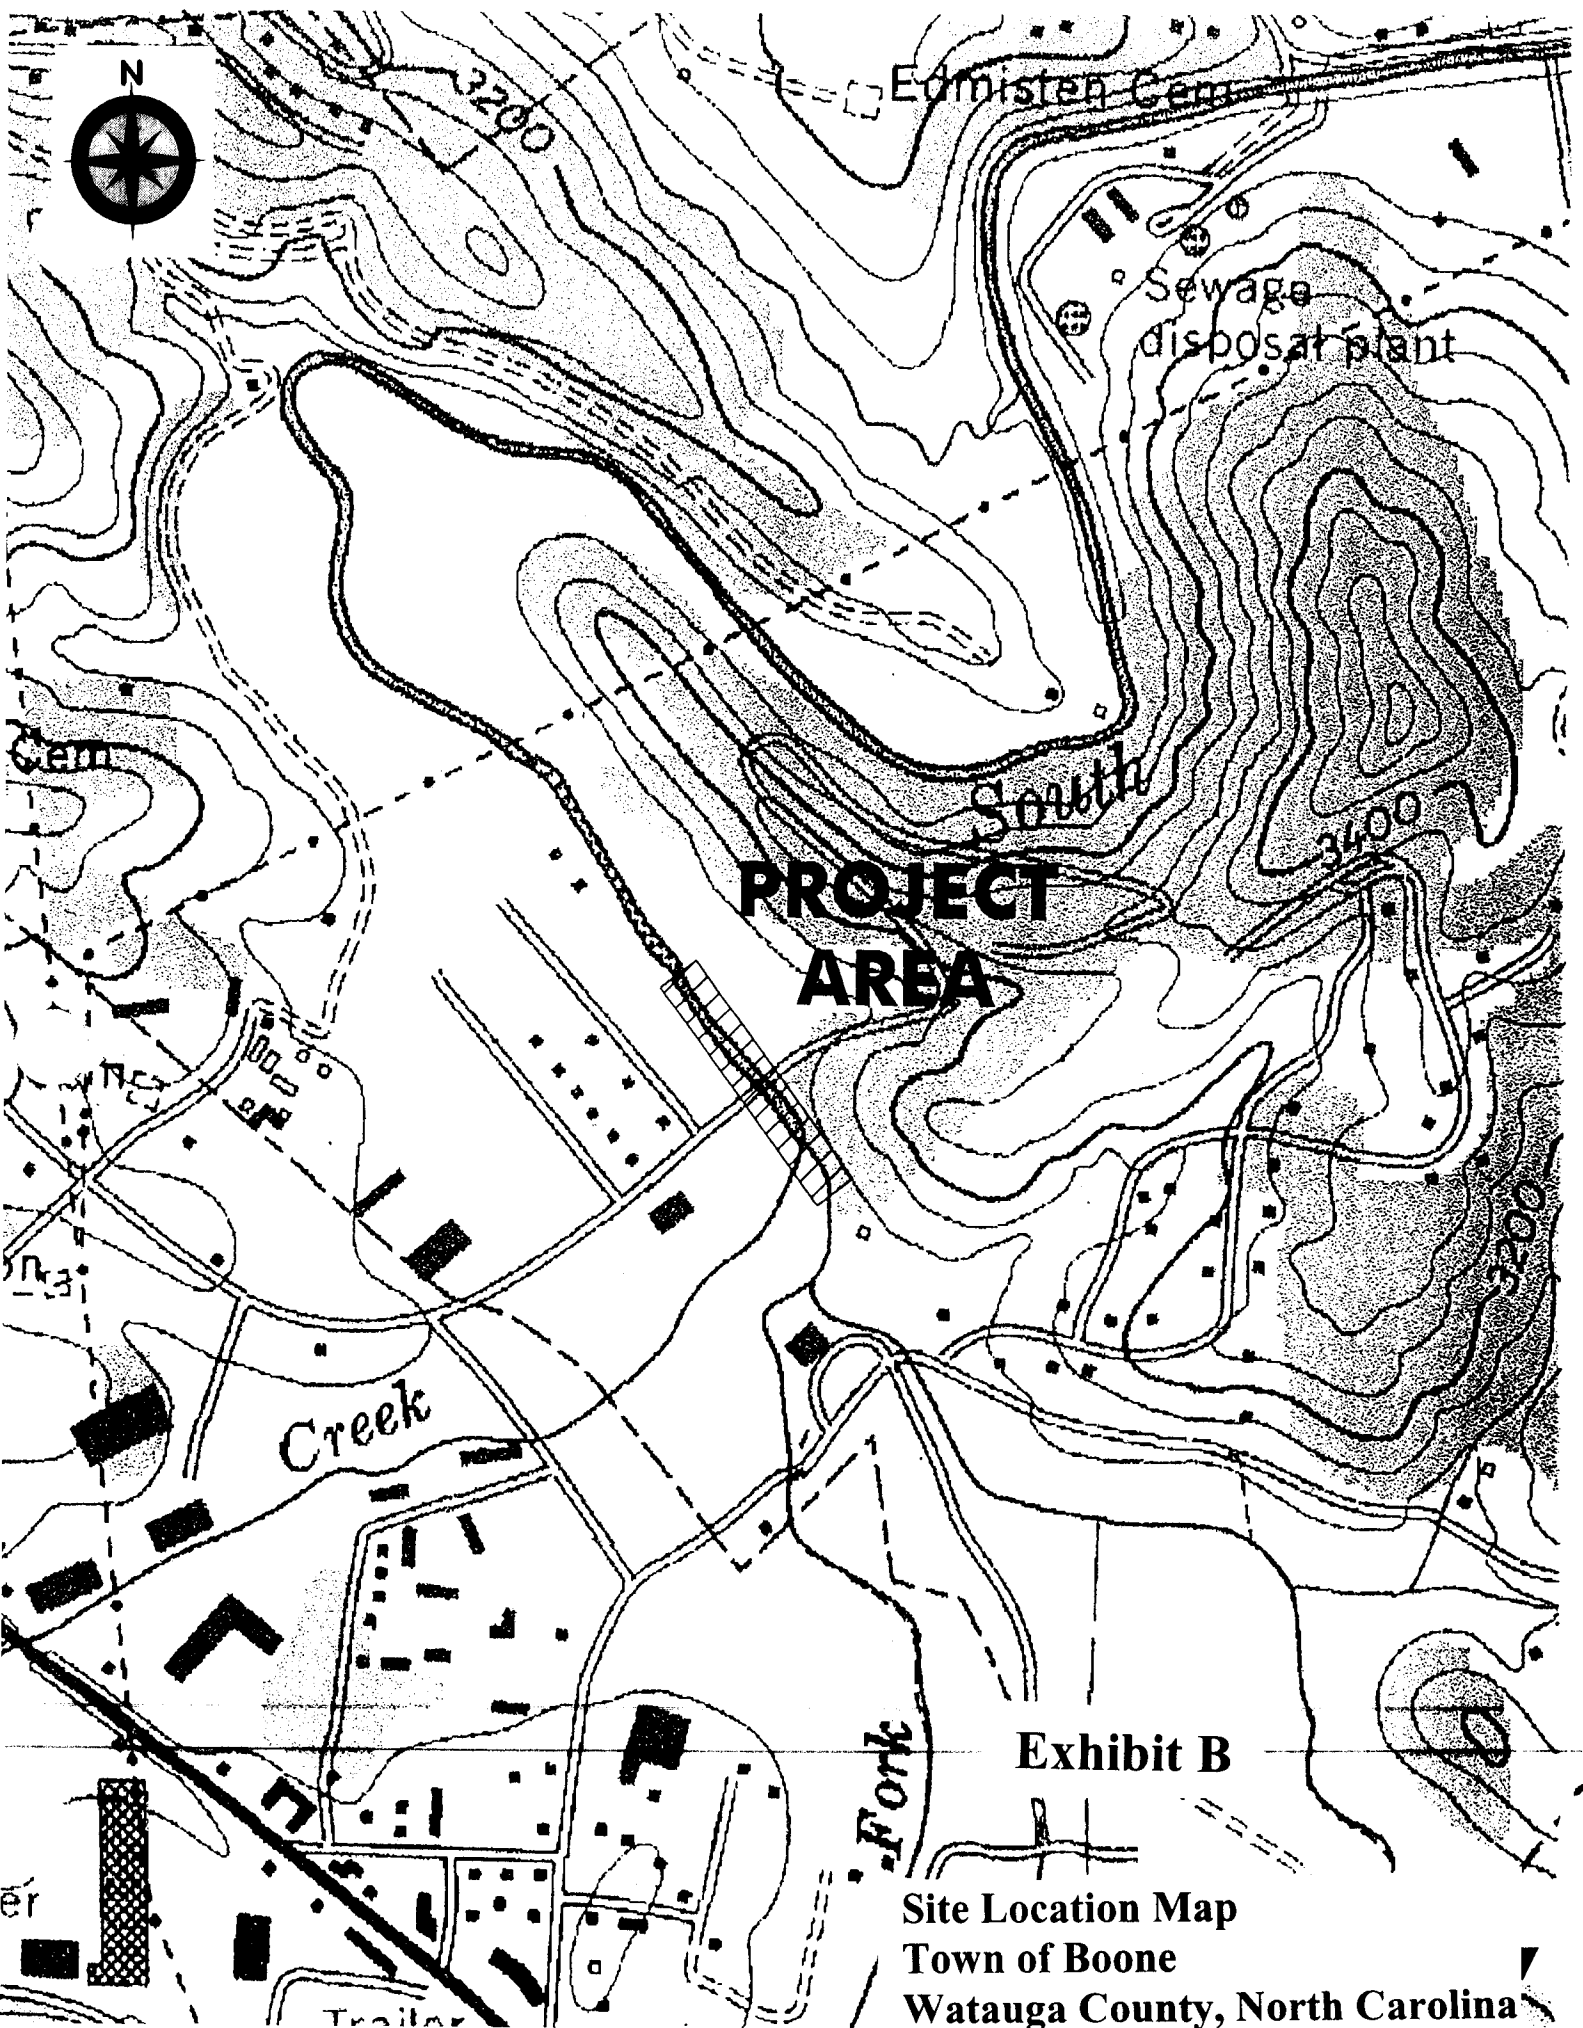 N
3200
Edmisten Cem
Sewage
disposal plant
Cem
South
3400
PROJECT
AREA
3200
Creek
Exhibit B
Fork
Site Location Map
Town of Boone
Watauga County, North Carolina
Trailer